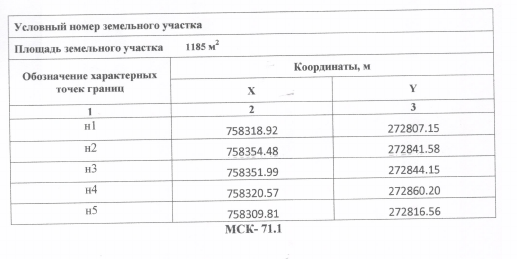 Условный номер земельного участка
Площадь земельного участка 1185 м²
Обозначение характерных точек границ
Координаты, м
X Y
1 2 3
н1 758318.92 272807.15
н2 758354.48 272841.58
н3 758351.99 272844.15
н4 758320.57 272860.20
н5 758309.81 272816.56
МСК- 71.1